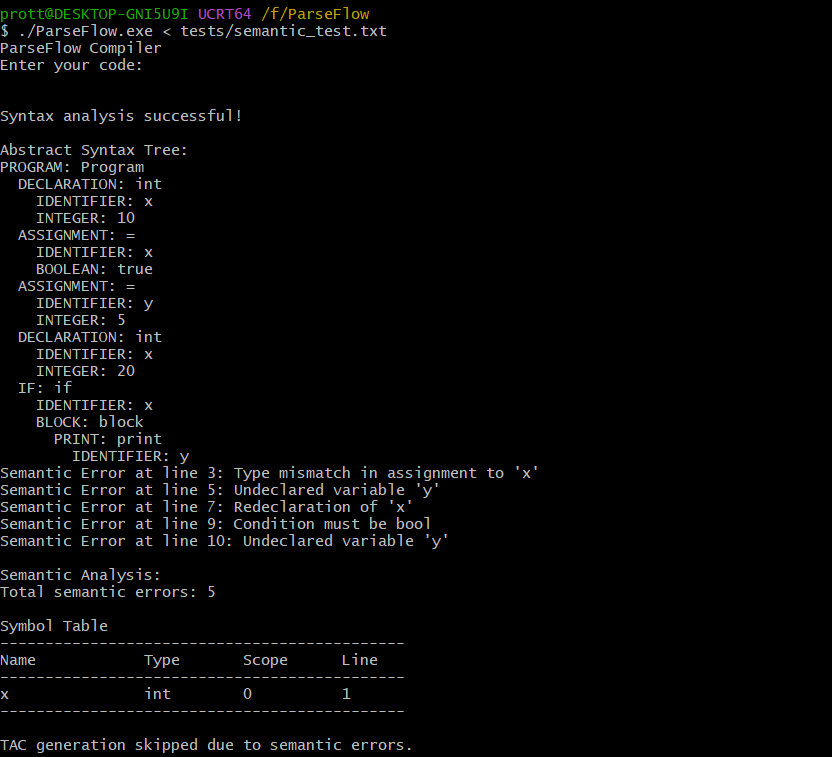 prott@DESKTOP-GNI5U9I UCRT64 /f/ParseFlow
$ ./ParseFlow.exe < tests/semantic_test.txt
ParseFlow Compiler
Enter your code:


Syntax analysis successful!

Abstract Syntax Tree:
PROGRAM: Program
  DECLARATION: int
    IDENTIFIER: x
    INTEGER: 10
  ASSIGNMENT: =
    IDENTIFIER: x
    BOOLEAN: true
  ASSIGNMENT: =
    IDENTIFIER: y
    INTEGER: 5
  DECLARATION: int
    IDENTIFIER: x
    INTEGER: 20
  IF: if
    IDENTIFIER: x
    BLOCK: block
      PRINT: print
        IDENTIFIER: y
Semantic Error at line 3: Type mismatch in assignment to 'x'
Semantic Error at line 5: Undeclared variable 'y'
Semantic Error at line 7: Redeclaration of 'x'
Semantic Error at line 9: Condition must be bool
Semantic Error at line 10: Undeclared variable 'y'

Semantic Analysis:
Total semantic errors: 5

Symbol Table
---------------------------------------------
Name            Type       Scope      Line
---------------------------------------------
x               int        0          1
---------------------------------------------

TAC generation skipped due to semantic errors.